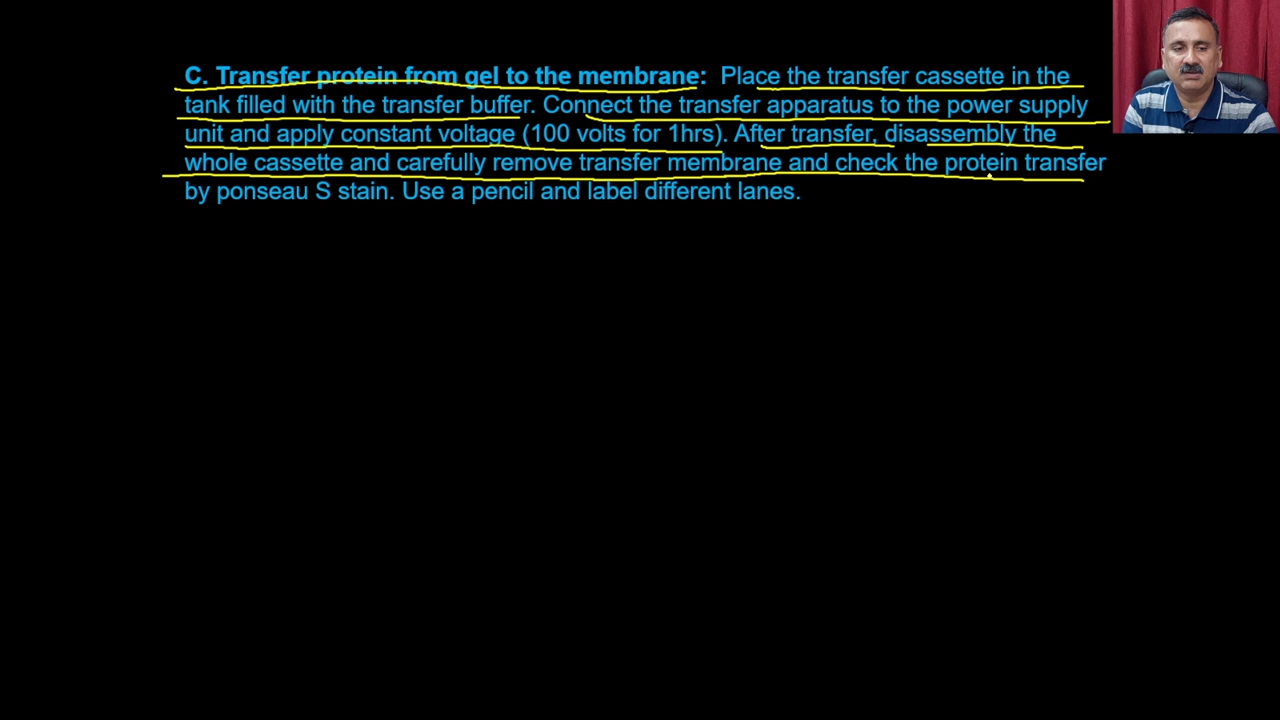 C. Transfer protein from gel to the membrane: Place the transfer cassette in the
tank filled with the transfer buffer. Connect the transfer apparatus to the power supply
unit and apply constant voltage (100 volts for 1hrs). After transfer, disassembly the
whole cassette and carefully remove transfer membrane and check the protein transfer
by ponseau S stain. Use a pencil and label different lanes.